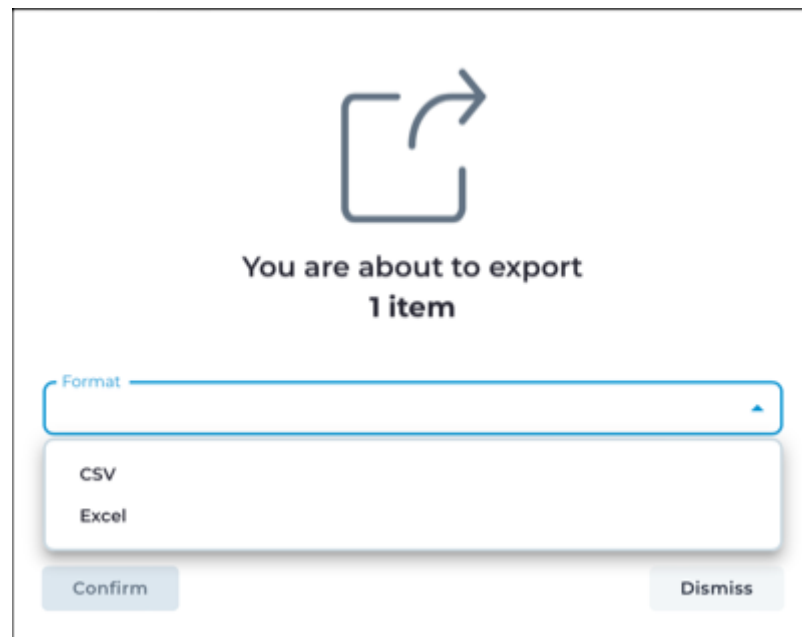 You are about to export
1 item
Format
CSV
Excel
Confirm
Dismiss